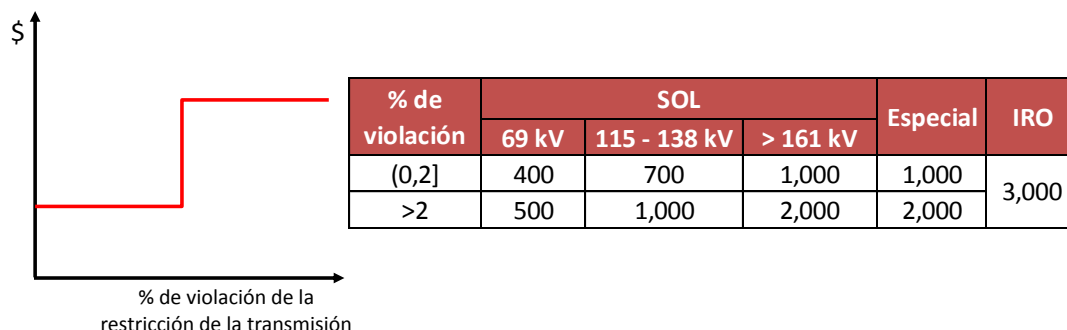 $
% de violación de la
restricción de la transmisión
% de violación SOL Especial IRO
69 kV 115 - 138 kV > 161 kV
(0,2] 400 700 1,000 1,000 3,000
>2 500 1,000 2,000 2,000